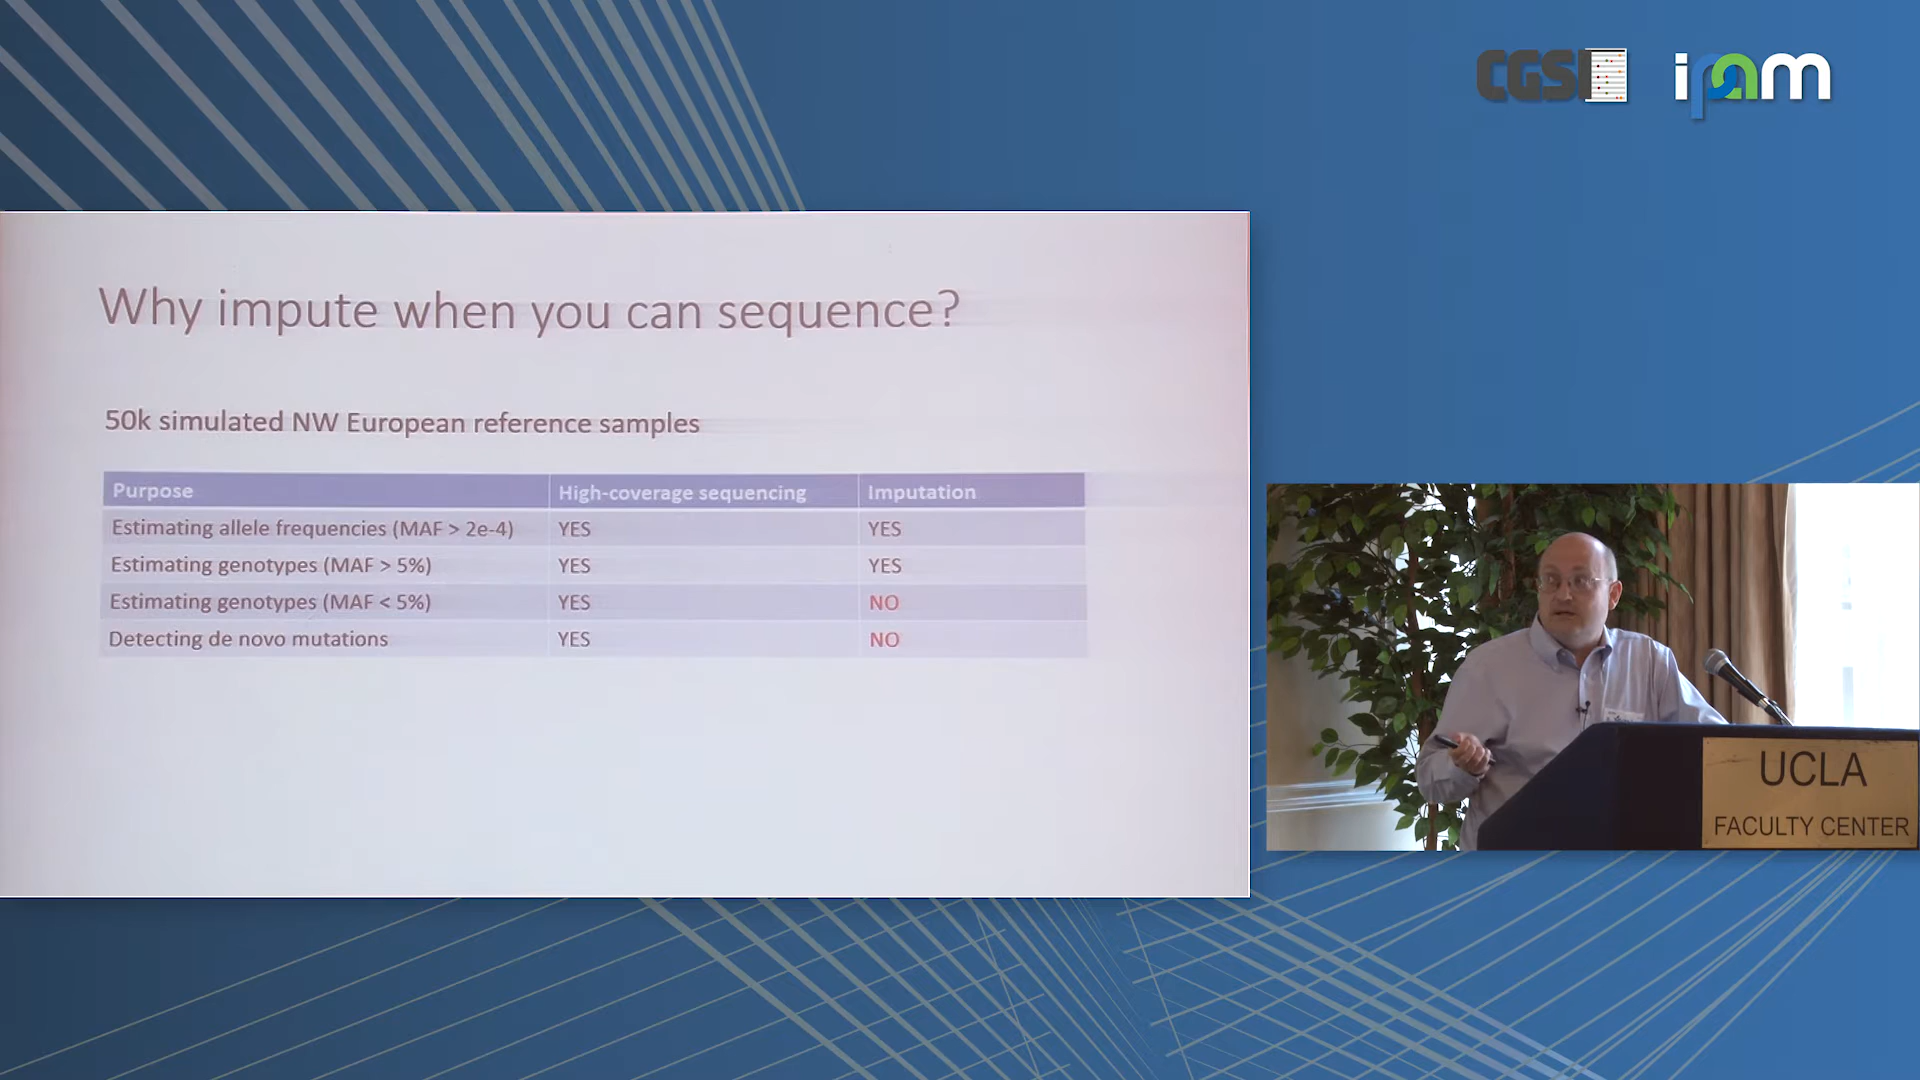 CGSI
ipam
Why impute when you can sequence?
50k simulated NW European reference samples
Purpose High-coverage sequencing Imputation
Estimating allele frequencies (MAF > 2e-4) YES YES
Estimating genotypes (MAF > 5%) YES YES
Estimating genotypes (MAF < 5%) YES NO
Detecting de novo mutations YES NO
UCLA
FACULTY CENTER